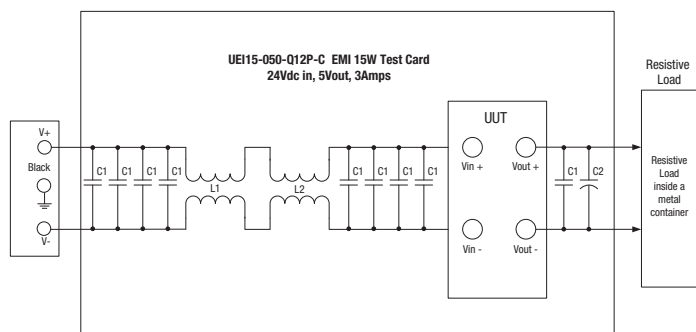 UEI15-050-Q12P-C EMI 15W Test Card
24Vdc in, 5Vout, 3Amps
Resistive
Load
UUT
V+
Black
V-
C1
C1
C1
C1
L1
L2
C1
C1
C1
C1
Vin +
Vout +
Vin -
Vout -
C1
C2
Resistive
Load
inside a
metal
container